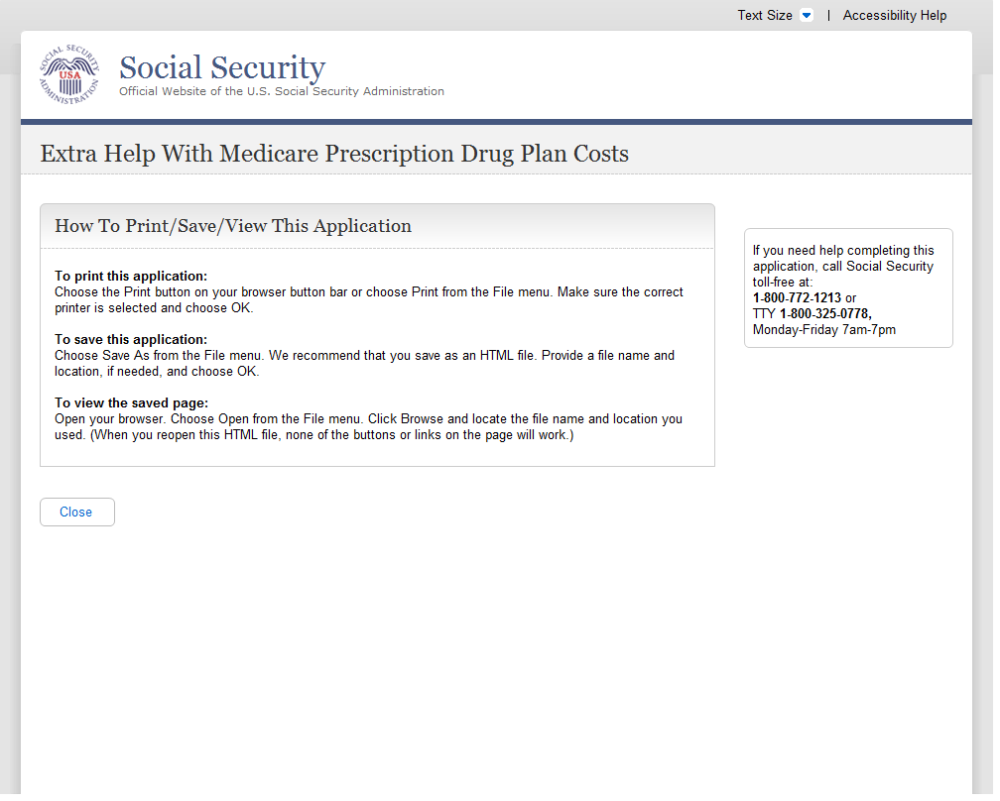 Text Size | Accessibility Help
SOCIAL SECURITY ADMINISTRATION
USA
Social Security
Official Website of the U.S. Social Security Administration
Extra Help With Medicare Prescription Drug Plan Costs
How To Print/Save/View This Application
To print this application:
Choose the Print button on your browser button bar or choose Print from the File menu. Make sure the correct
printer is selected and choose OK.
To save this application:
Choose Save As from the File menu. We recommend that you save as an HTML file. Provide a file name and
location, if needed, and choose OK.
To view the saved page:
Open your browser. Choose Open from the File menu. Click Browse and locate the file name and location you
used. (When you reopen this HTML file, none of the buttons or links on the page will work.)
If you need help completing this
application, call Social Security
toll-free at:
1-800-772-1213 or
TTY 1-800-325-0778,
Monday-Friday 7am-7pm
Close